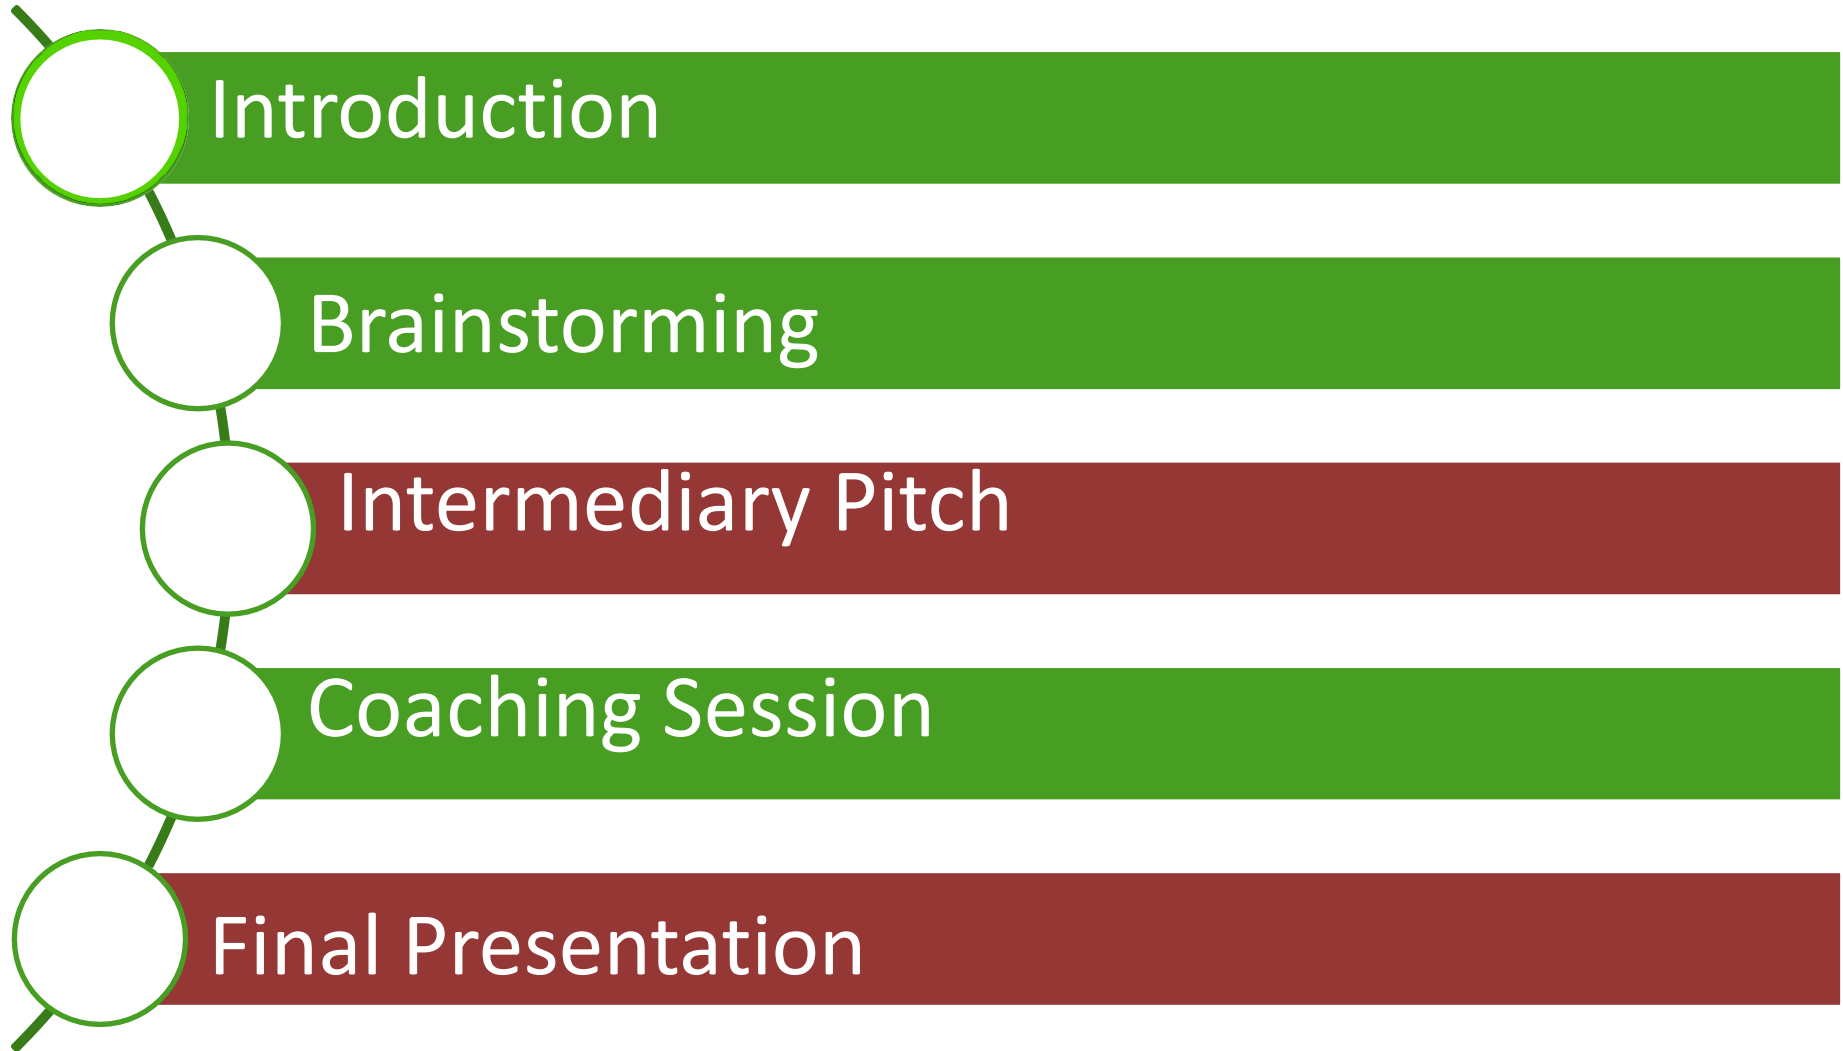 Introduction
Brainstorming
Intermediary Pitch
Coaching Session
Final Presentation